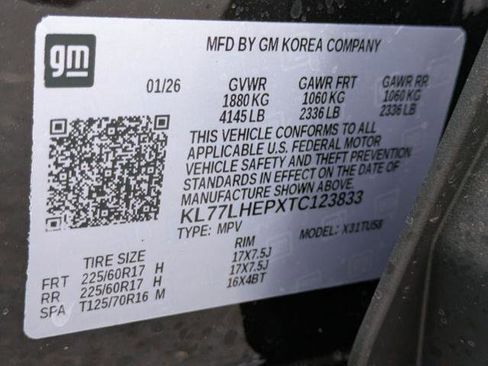 gm
MFD BY GM KOREA COMPANY
01/26 GVWR GAWR FRT GAWR RR
1880 KG 1060 KG 1060 KG
4145 LB 2336 LB 2336 LB
THIS VEHICLE CONFORMS TO ALL
APPLICABLE U.S. FEDERAL MOTOR
VEHICLE SAFETY AND THEFT PREVENTION
STANDARDS IN EFFECT ON THE DATE OF
MANUFACTURE SHOWN ABOVE.
KL77LHEPXTC123833
TYPE: MPV MODEL: X31TU58
TIRE SIZE RIM
FRT 225/60R17 H 17X7.5J
RR 225/60R17 H 17X7.5J
SPA T125/70R16 M 16X4BT